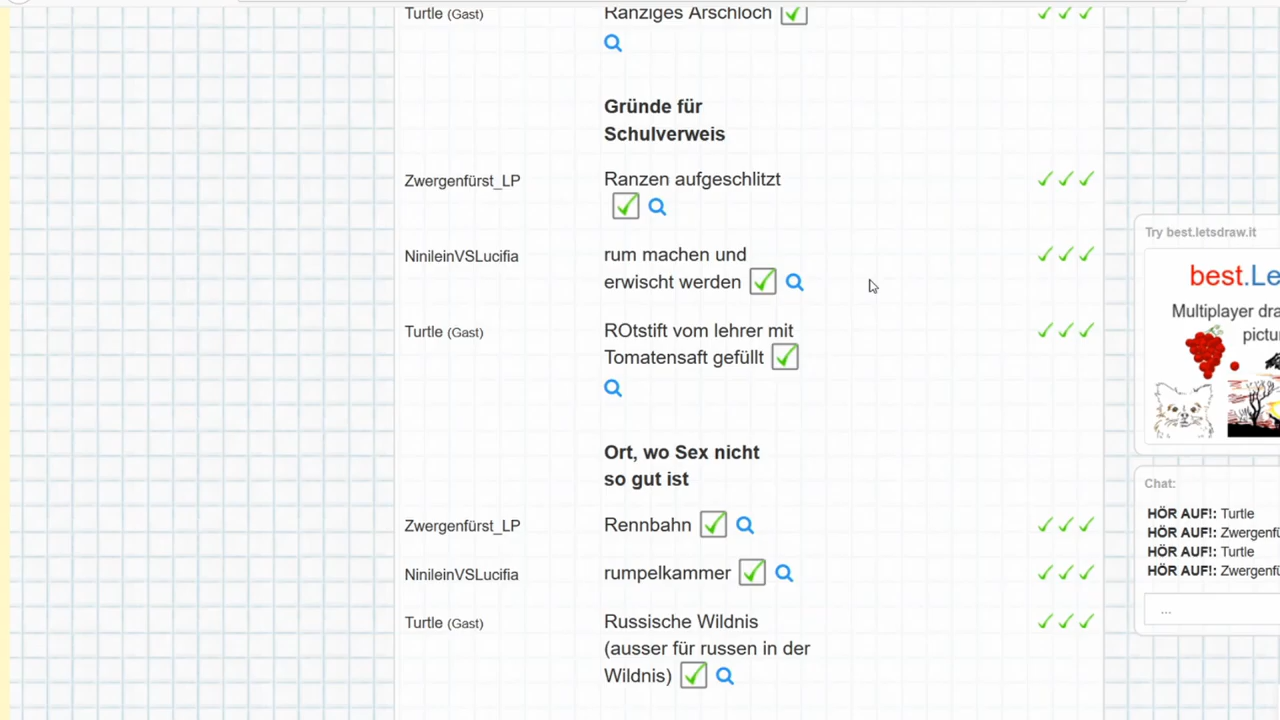 Turtle (Gast) Ranziges Arschloch
Gründe für
Schulverweis
Zwergenfürst_LP Ranzen aufgeschlitzt
NinileinVSLucifia rum machen und
erwischt werden
Turtle (Gast) ROtstift vom lehrer mit
Tomatensaft gefüllt
Ort, wo Sex nicht
so gut ist
Zwergenfürst_LP Rennbahn
NinileinVSLucifia rumpelkammer
Turtle (Gast) Russische Wildnis
(ausser für russen in der
Wildnis)
Try best.letsdraw.it
best.Le
Multiplayer dra
pictu
Chat:
HÖR AUF!: Turtle
HÖR AUF!: Zwergenfü
HÖR AUF!: Turtle
HÖR AUF!: Zwergenfü
...